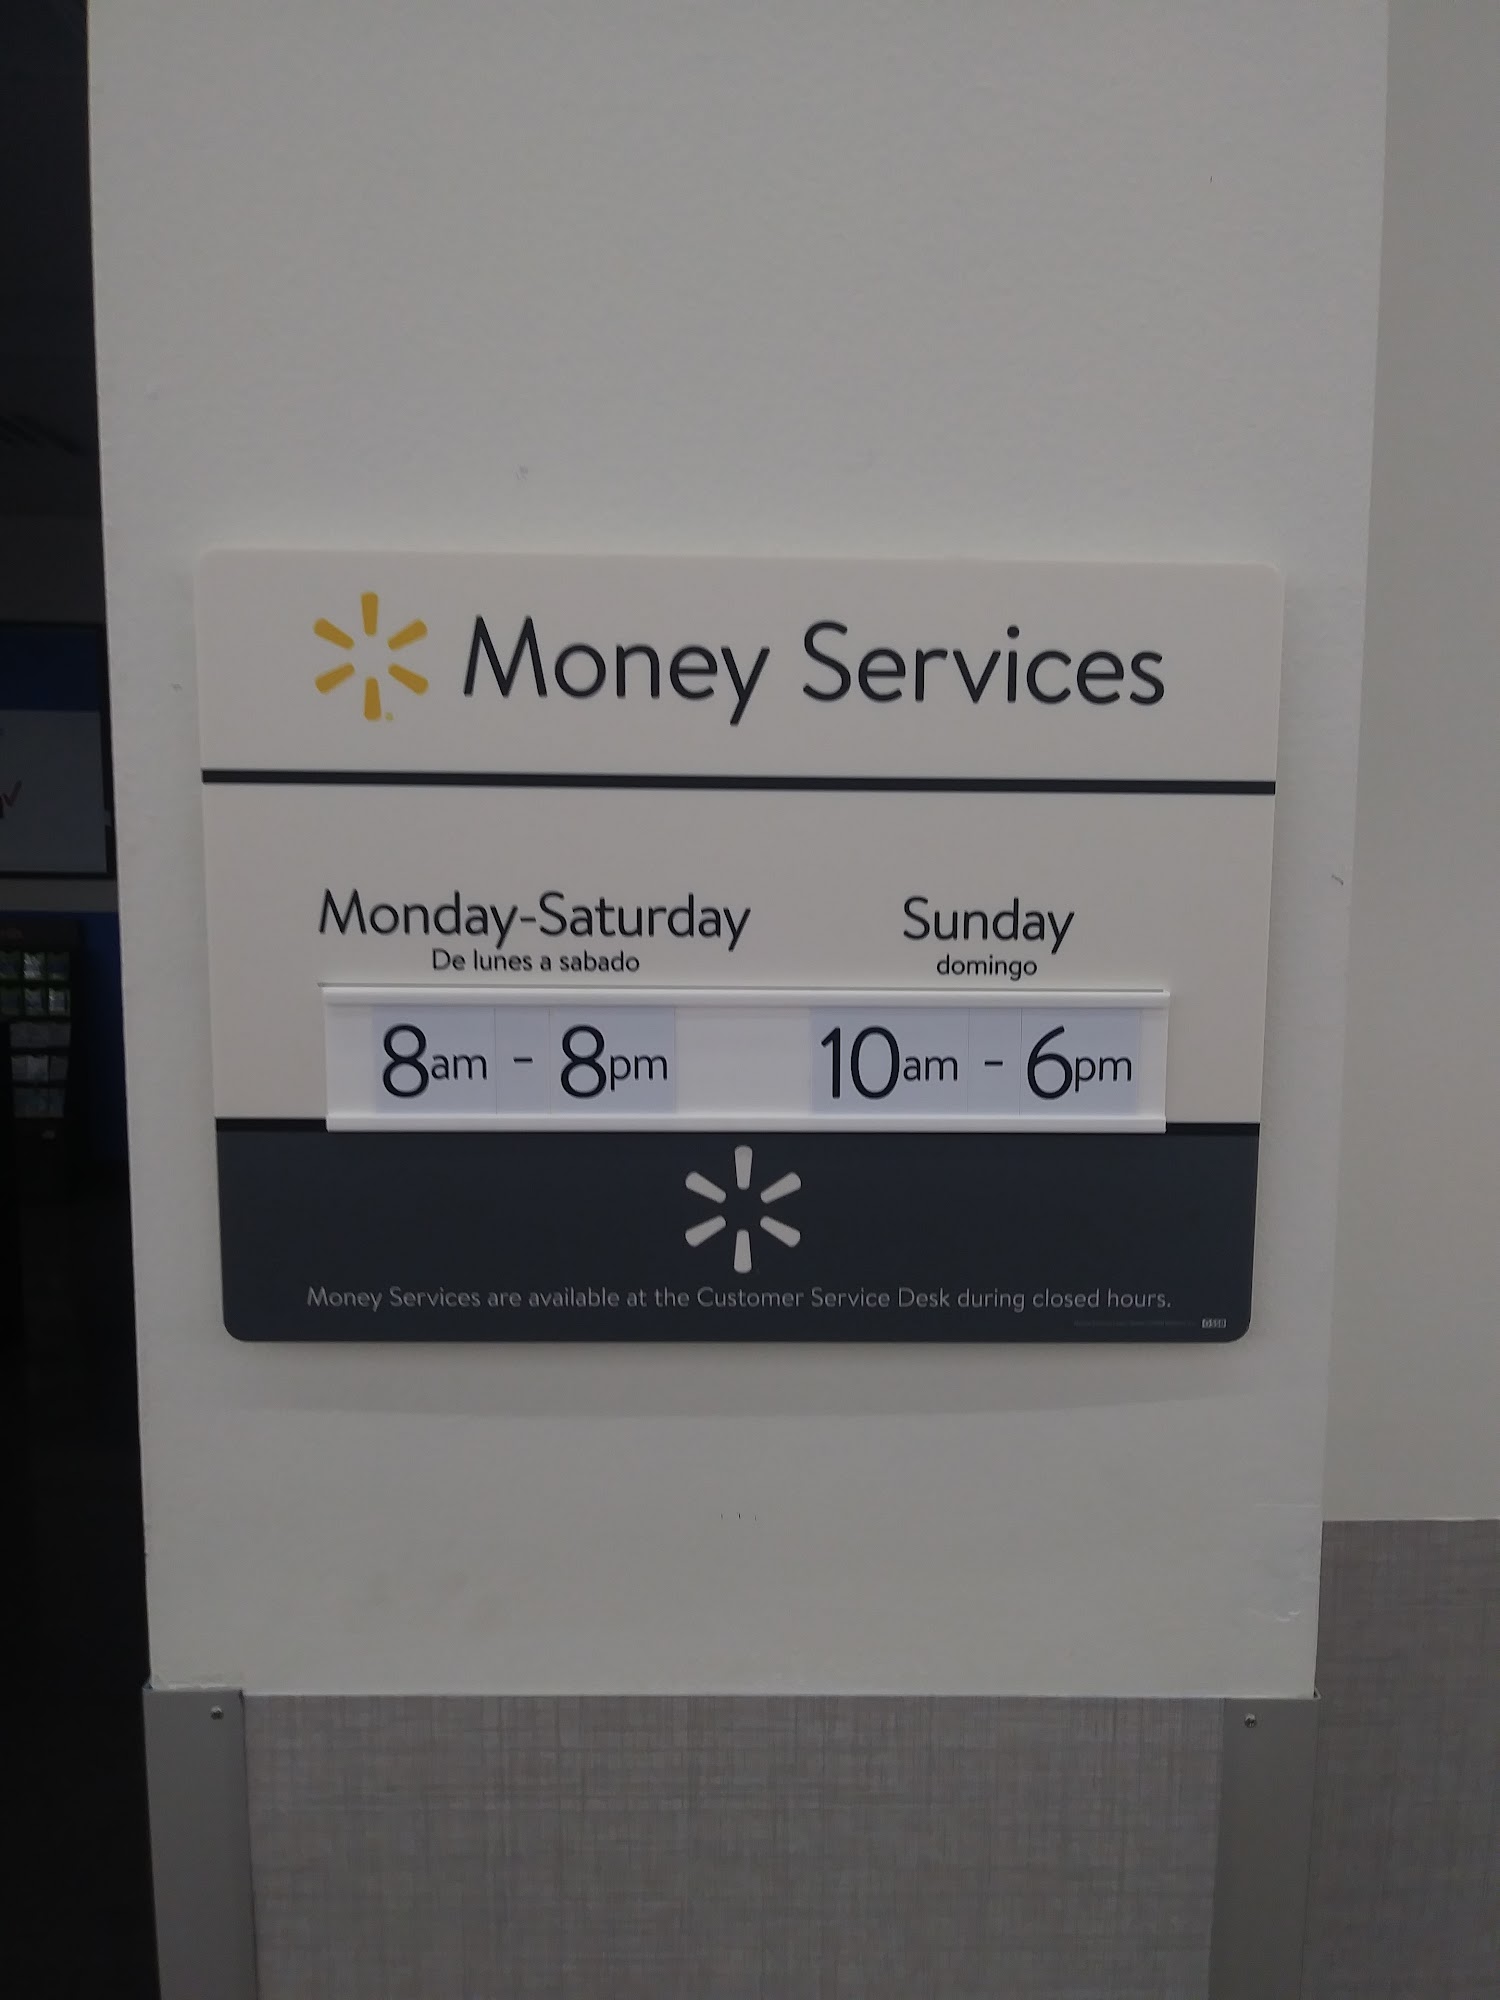 Money Services
Monday-Saturday
De lunes a sabado
Sunday
domingo
8am - 8pm
10am - 6pm
Money Services are available at the Customer Service Desk during closed hours.